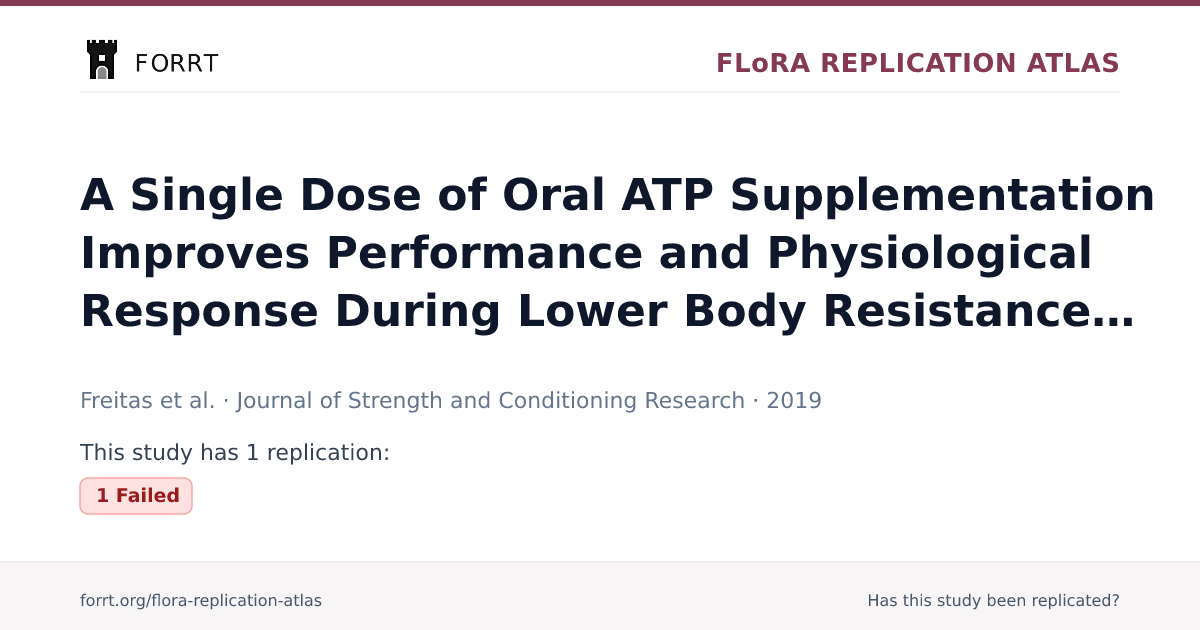 FORRT
FLoRA REPLICATION ATLAS
A Single Dose of Oral ATP Supplementation
Improves Performance and Physiological
Response During Lower Body Resistance…
Freitas et al. · Journal of Strength and Conditioning Research · 2019
This study has 1 replication:
1 Failed
forrt.org/flora-replication-atlas
Has this study been replicated?